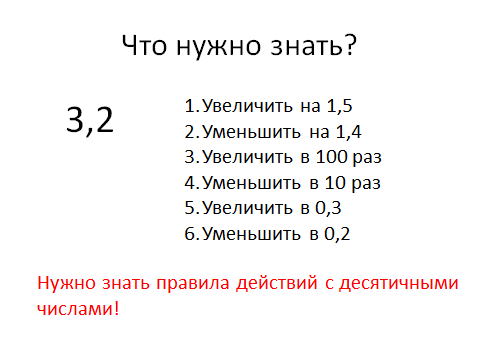 Что нужно знать?
3,2
1.Увеличить на 1,5
2.Уменьшить на 1,4
3.Увеличить в 100 раз
4.Уменьшить в 10 раз
5.Увеличить в 0,3
6.Уменьшить в 0,2
Нужно знать правила действий с десятичными
числами!